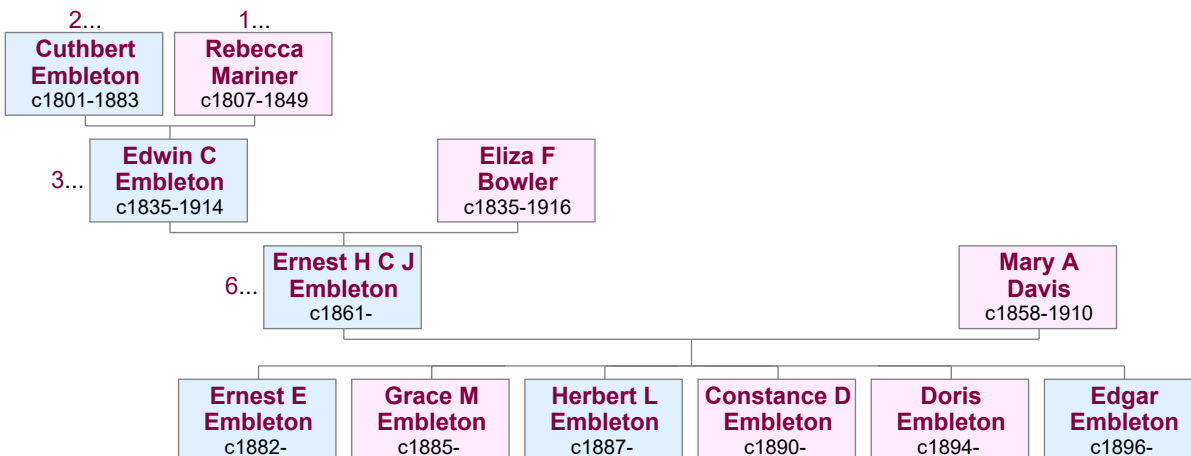 2... 1...
Cuthbert Rebecca
Embleton Mariner
c1801-1883 c1807-1849
Edwin C Eliza F
3... Embleton Bowler
c1835-1914 c1835-1916
Ernest H C J Mary A
6... Embleton Davis
c1861- c1858-1910
Ernest E Grace M Herbert L Constance D Doris Edgar
Embleton Embleton Embleton Embleton Embleton Embleton
c1882- c1885- c1887- c1890- c1894- c1896-